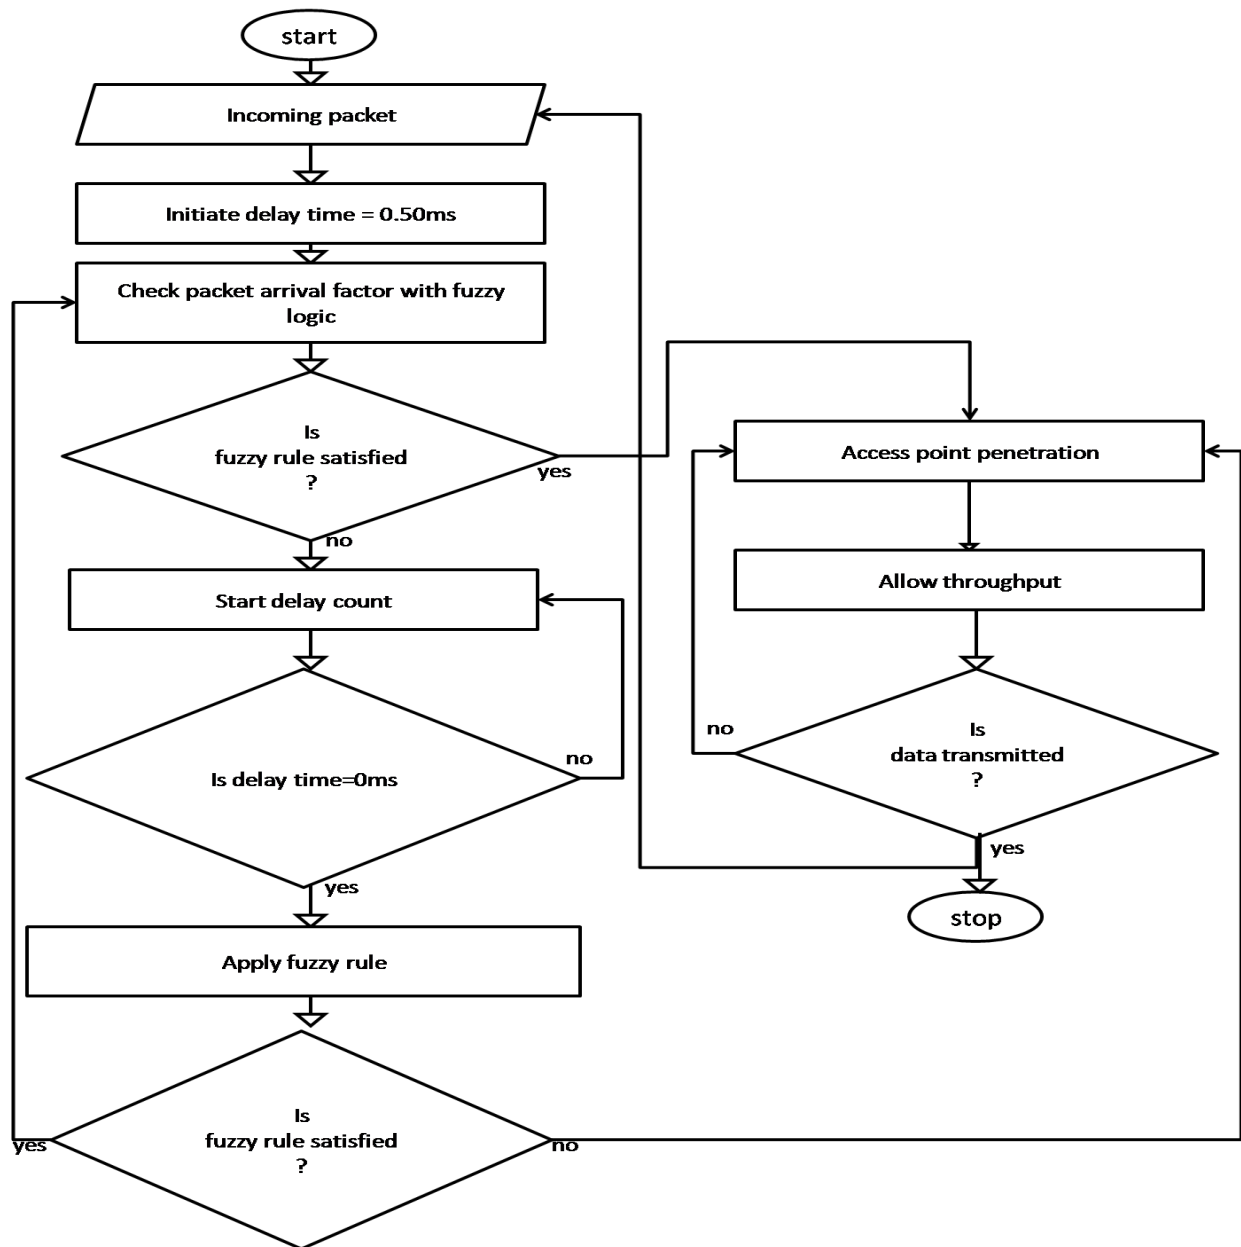 start
Incoming packet
Initiate delay time = 0.50ms
Check packet arrival factor with fuzzy
logic
Is
fuzzy rule satisfied
?
yes
no
Start delay count
Is delay time=0ms
no
yes
Apply fuzzy rule
Is
fuzzy rule satisfied
?
yes
no
Access point penetration
Allow throughput
Is
data transmitted
?
no
yes
stop